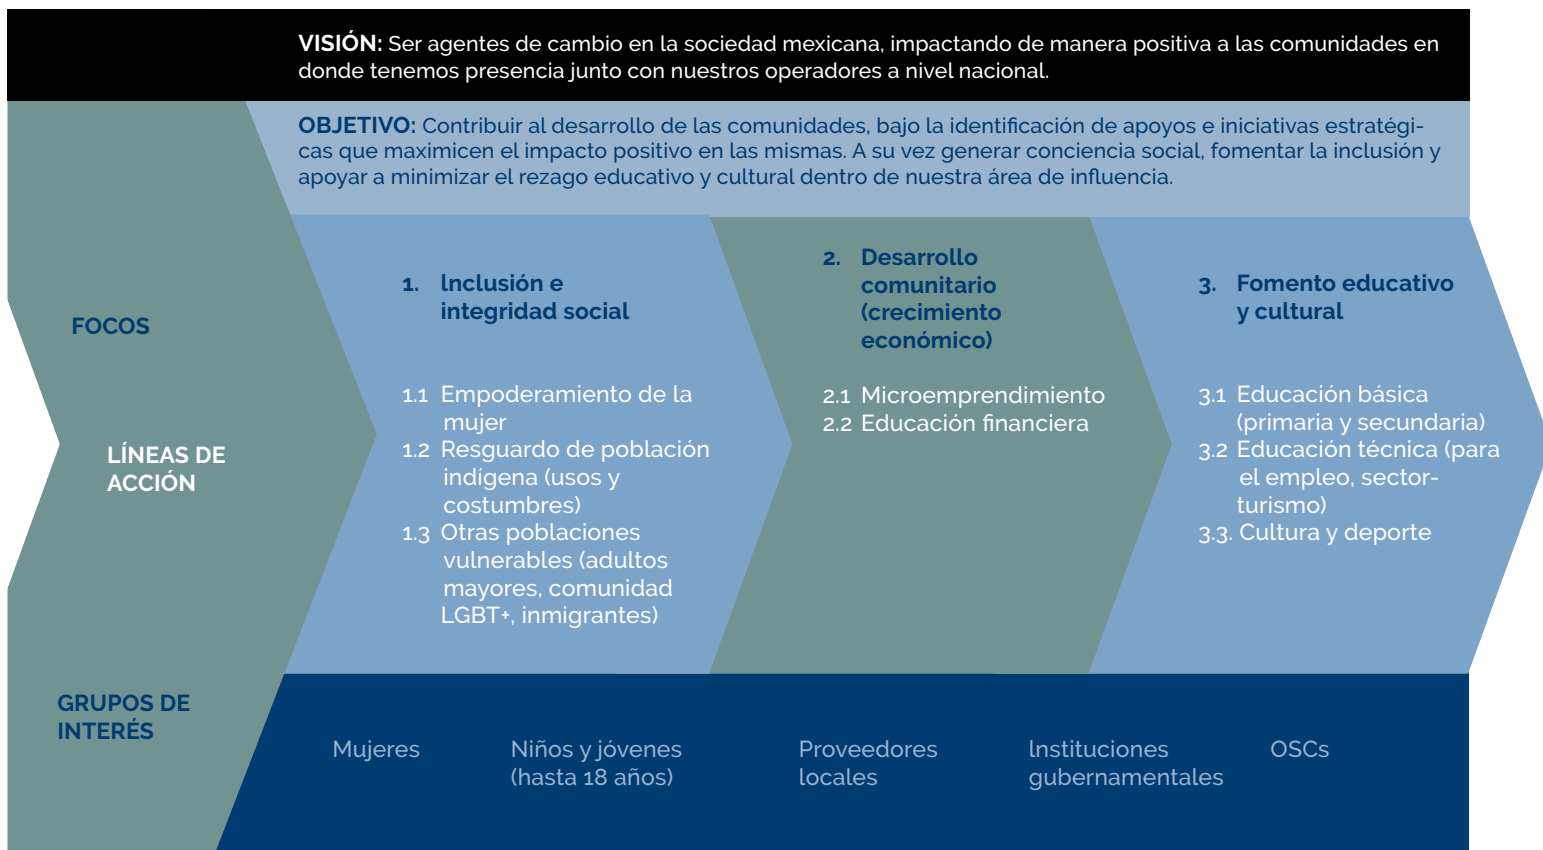 VISIÓN: Ser agentes de cambio en la sociedad mexicana, impactando de manera positiva a las comunidades en
donde tenemos presencia junto con nuestros operadores a nivel nacional.
OBJETIVO: Contribuir al desarrollo de las comunidades, bajo la identificación de apoyos e iniciativas estratégi-
cas que maximicen el impacto positivo en las mismas. A su vez generar conciencia social, fomentar la inclusión y
apoyar a minimizar el rezago educativo y cultural dentro de nuestra área de influencia.
FOCOS
1. Inclusión e
integridad social
2. Desarrollo
comunitario
(crecimiento
económico)
3. Fomento educativo
y cultural
LÍNEAS DE
ACCIÓN
1.1 Empoderamiento de la
mujer
1.2 Resguardo de población
indígena (usos y
costumbres)
1.3 Otras poblaciones
vulnerables (adultos
mayores, comunidad
LGBT+, inmigrantes)
2.1 Microemprendimiento
2.2 Educación financiera
3.1 Educación básica
(primaria y secundaria)
3.2 Educación técnica (para
el empleo, sector-
turismo)
3.3. Cultura y deporte
GRUPOS DE
INTERÉS
Mujeres
Niños y jóvenes
(hasta 18 años)
Proveedores
locales
Instituciones
gubernamentales
OSCs